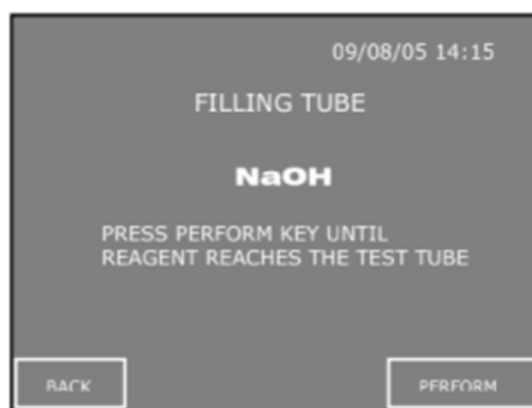 09/08/05 14:15
FILLING TUBE
NaOH
PRESS PERFORM KEY UNTIL
REAGENT REACHES THE TEST TUBE
BACK
PERFORM